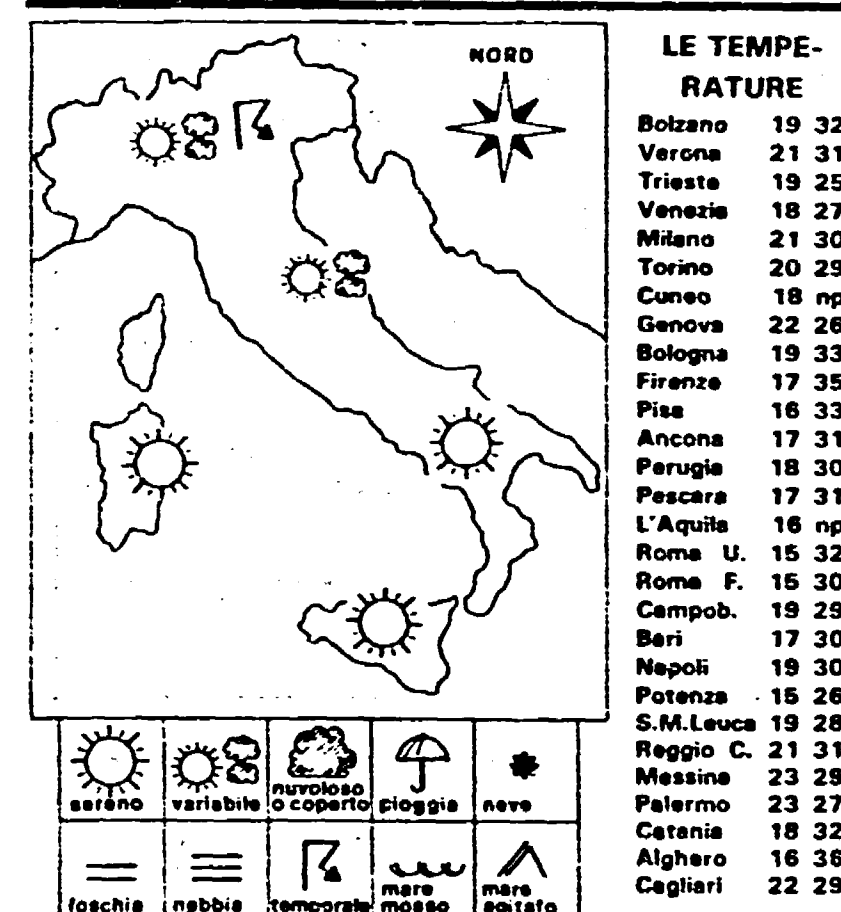 NORD
LE TEMPE-
RATURE
Bolzano 19 32
Verona 21 31
Trieste 19 25
Venezia 18 27
Milano 21 30
Torino 20 29
Cuneo 18 np
Genova 22 26
Bologna 19 33
Firenze 17 35
Pisa 16 33
Ancona 17 31
Perugia 18 30
Pescara 17 31
L'Aquila 16 np
Roma U. 15 32
Roma F. 15 30
Campob. 19 29
Bari 17 30
Napoli 19 30
Potenza 15 26
S.M.Leuca 19 28
Reggio C. 21 31
Messina 23 29
Palermo 23 27
Catania 18 32
Alghero 16 36
Cagliari 22 29
sereno
variabile
nuvoloso
o coperto
pioggia
neve
foschia
nebbia
temporale
mare
mosso
mare
agitato